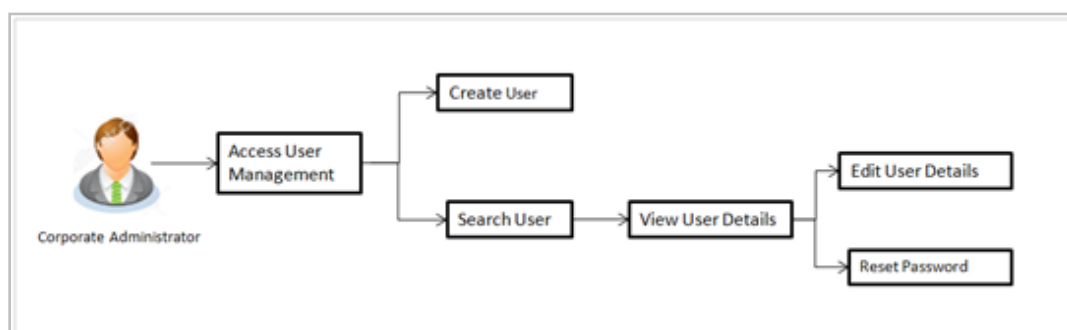 Create User
Access User
Management
Edit User Details
Search User
View User Details
Corporate Administrator
Reset Password